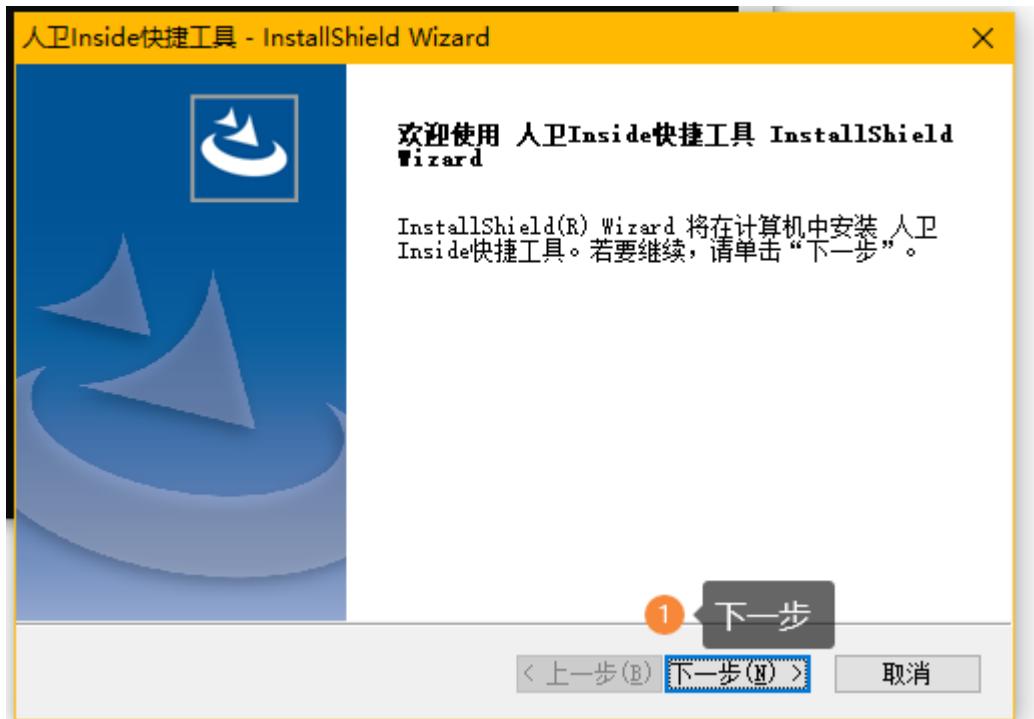 人卫Inside快捷工具 - InstallShield Wizard
欢迎使用 人卫Inside快捷工具 InstallShield
Wizard
InstallShield(R) Wizard 将在计算机中安装 人卫
Inside快捷工具。若要继续，请单击“下一步”。
1 下一步
< 上一步(B) 下一步(N) > 取消